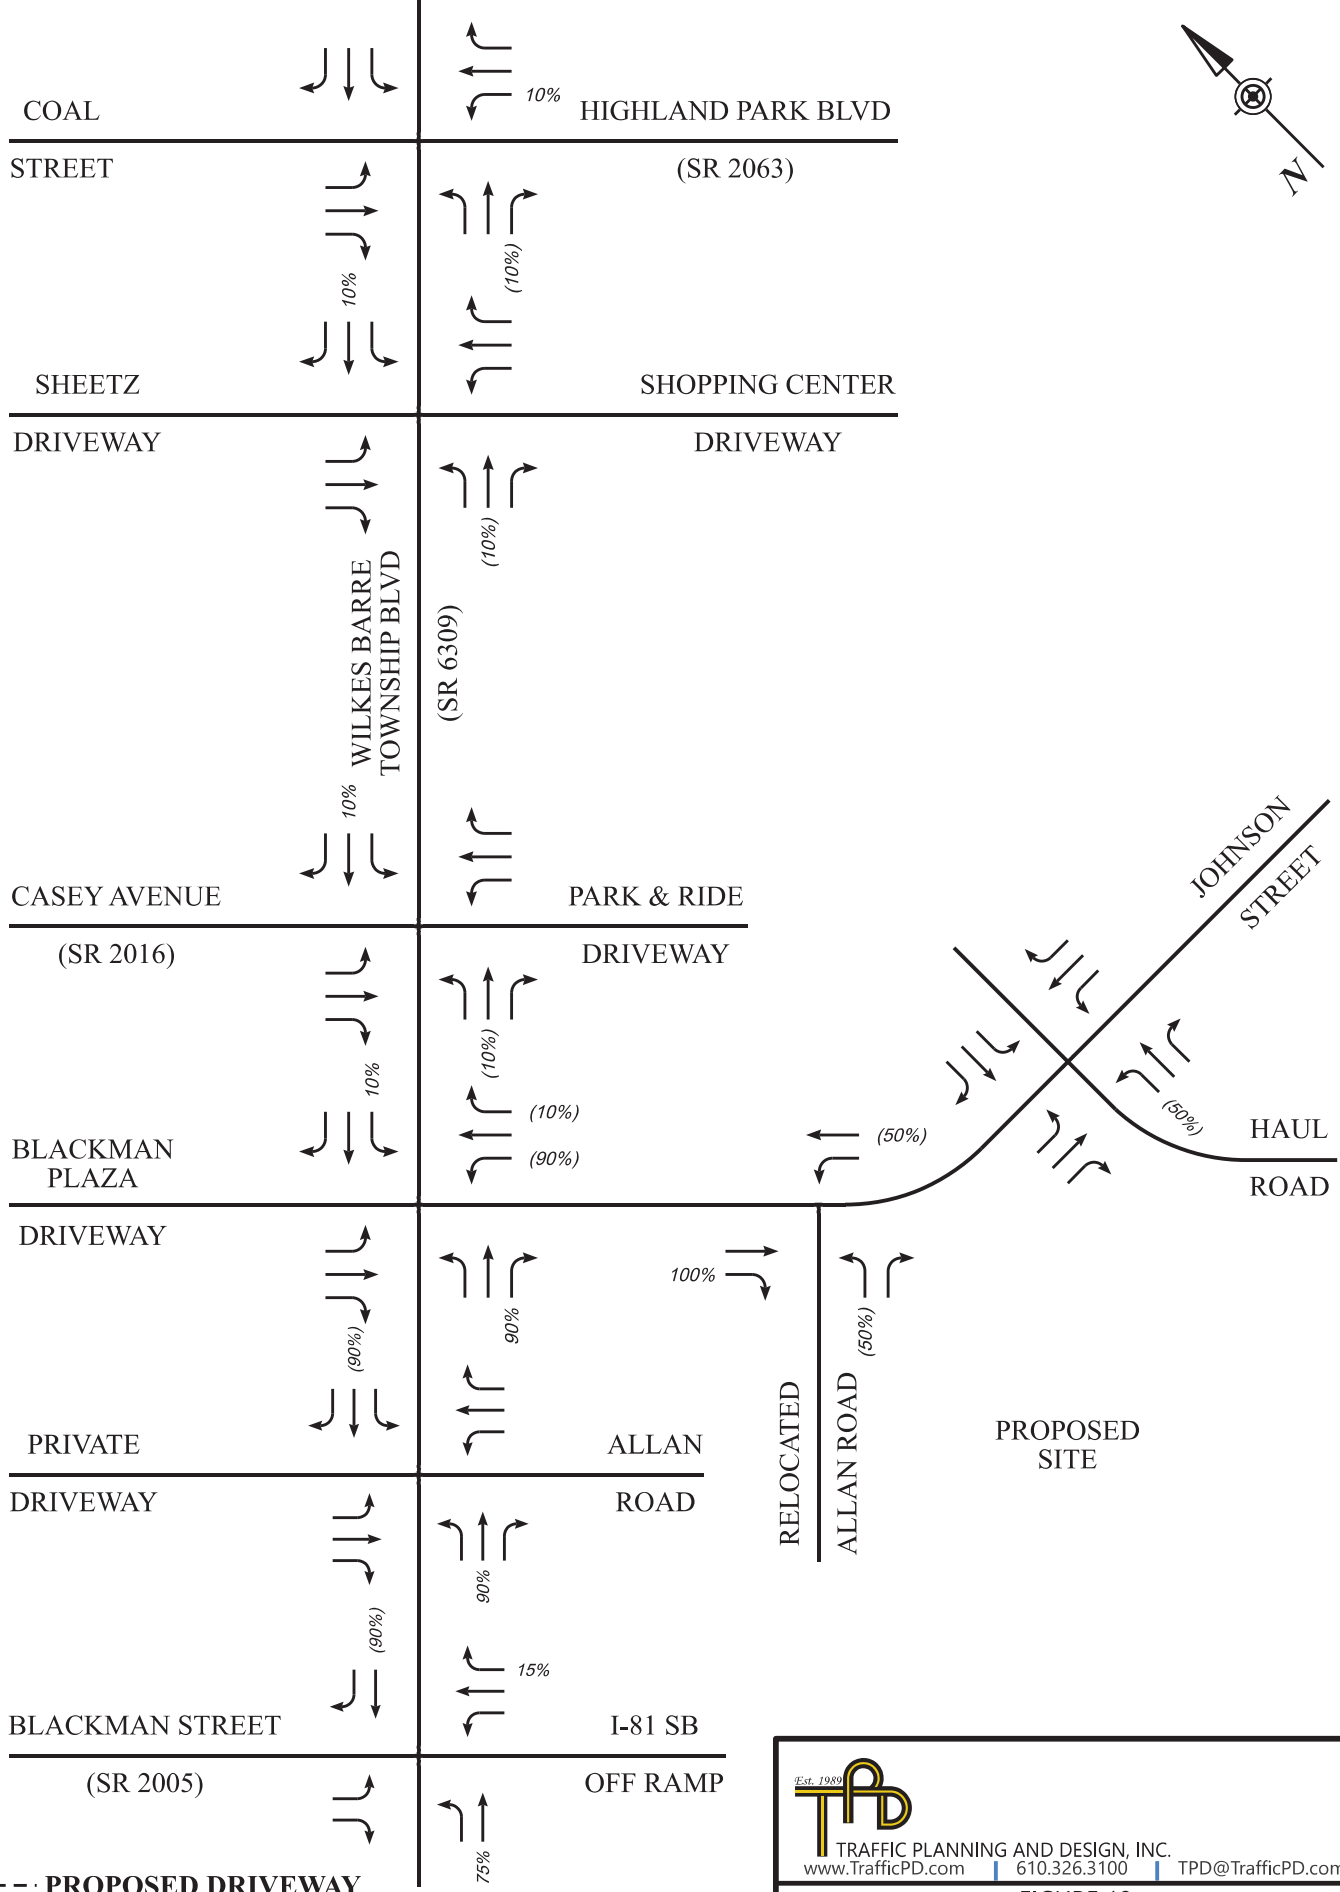 10%
COAL
HIGHLAND PARK BLVD
STREET
(SR 2063)
N
(10%)
10%
SHEETZ
SHOPPING CENTER
DRIVEWAY
DRIVEWAY
(10%)
WILKES BARRE
TOWNSHIP BLVD
(SR 6309)
10%
CASEY AVENUE
PARK & RIDE
(SR 2016)
DRIVEWAY
JOHNSON
STREET
(10%)
10%
(10%)
(90%)
(50%)
(50%)
BLACKMAN
PLAZA
HAUL
DRIVEWAY
ROAD
100%
90%
(90%)
(50%)
RELOCATED
ALLAN ROAD
PROPOSED
SITE
PRIVATE
ALLAN
DRIVEWAY
ROAD
90%
(90%)
15%
BLACKMAN STREET
I-81 SB
(SR 2005)
OFF RAMP
75%
Est. 1989
TPD
TRAFFIC PLANNING AND DESIGN, INC.
www.TrafficPD.com | 610.326.3100 | TPD@TrafficPD.com
PROPOSED DRIVEWAY